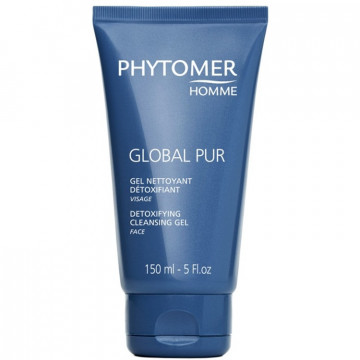 PHYTOMER
HOMME
GLOBAL PUR
GEL NETTOYANT
DÉTOXIFIANT
VISAGE
DETOXIFYING
CLEANSING GEL
FACE
150 ml - 5 Fl.oz